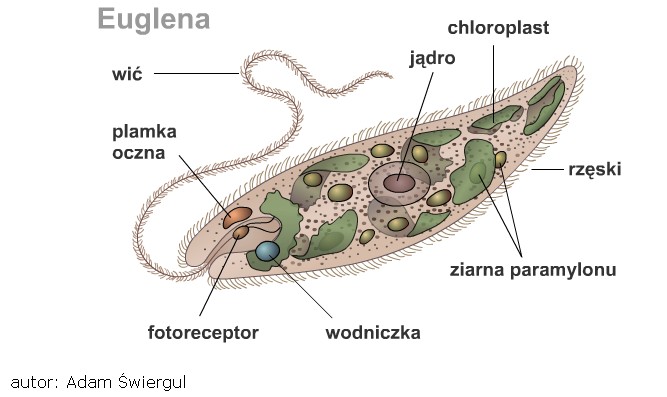 Euglena
chloroplast
jądro
wić
plamka
oczna
rzęski
ziarna paramylonu
fotoreceptor
wodniczka
autor: Adam Świergul